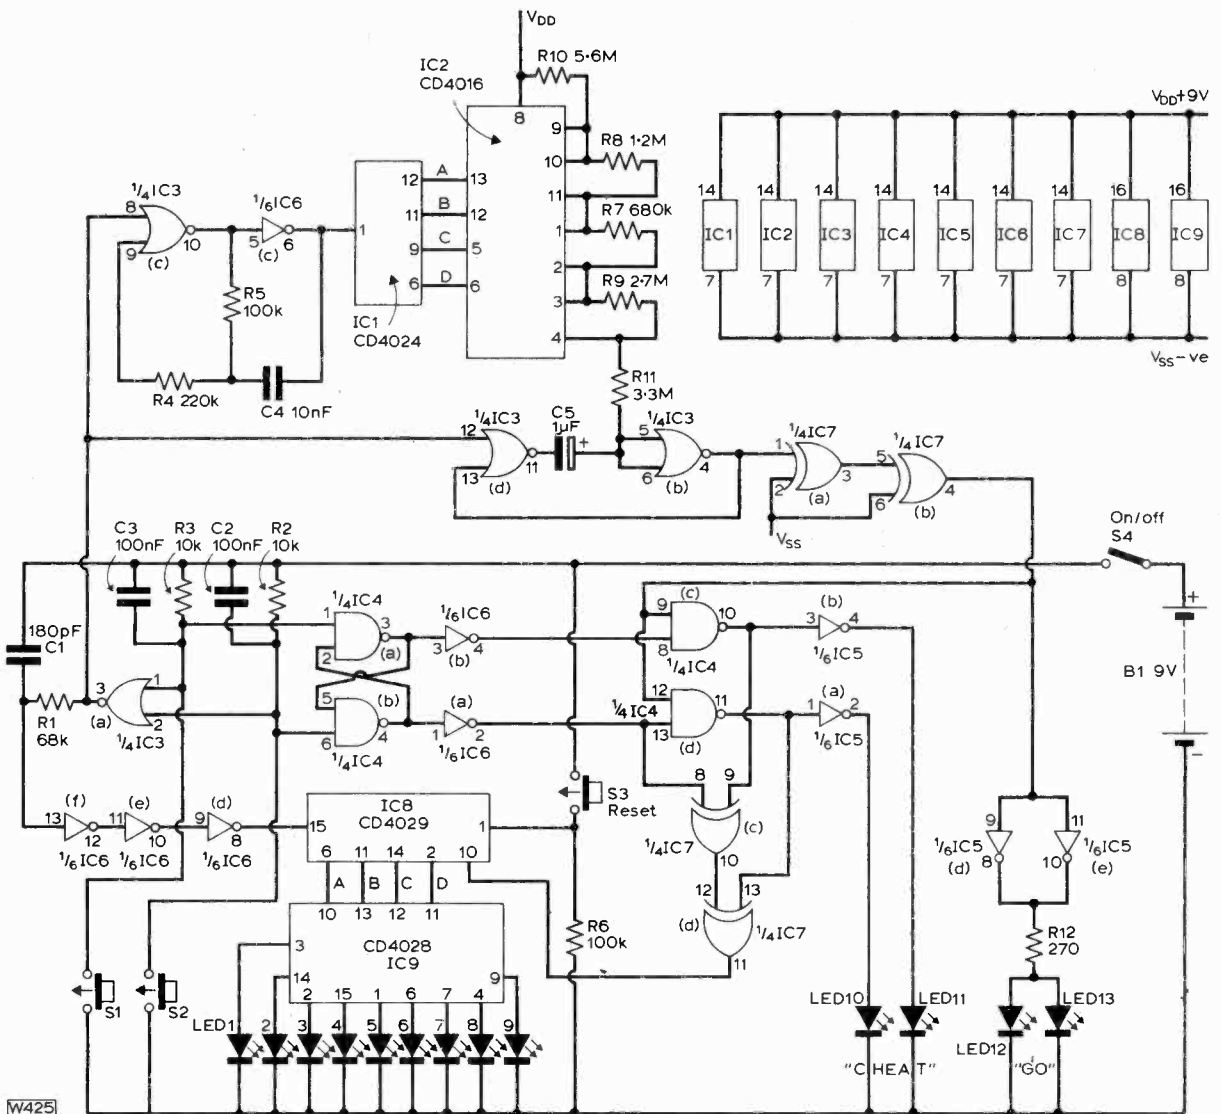 VDD
R10 5·6M
IC2
CD4016
8
9
10
R8 1·2M
11
R7 680k
1
2
R9 2·7M
3
4
12 A 13
11 B 12
9 C 5
6 D 6
1
IC1
CD4024
1/4IC3
8
9
10
(c)
1/6IC6
5
6
(c)
R5
100k
R4 220k
C4 10nF
VDD+9V
14 14 14 14 14 14 14 16 16
IC1 IC2 IC3 IC4 IC5 IC6 IC7 IC8 IC9
7 7 7 7 7 7 7 8 8
VSS-ve
R11
3·3M
1/4IC3
12
13
11
(d)
C5
1µF
+
1/4IC3
5
6
4
(b)
1/4IC7
1
2
3
(a)
1/4IC7
5
6
4
(b)
VSS
On/off
S4
C3
100nF
R3
10k
C2
100nF
R2
10k
180pF
C1
R1
68k
3
(a)
1
2
1/4IC3
1/4IC4
1
2
3
(a)
1/6IC6
3
4
(b)
5
6
(b)
4
1/4IC4
(a)
1
2
1/6IC6
(c)
9
8
10
1/4IC4
(b)
3
4
1/6IC5
12
13
11
1/4IC4
(d)
(a)
1
2
1/6IC5
+
B1 9V
-
(f)
13
12
1/6IC6
(e)
11
10
1/6IC6
(d)
9
8
1/6IC6
S3
Reset
8
9
(c)
1/4IC7
10
12
13
(d)
1/4IC7
11
IC8
CD4029
15
1
6 11 14 2 10
A B C D
10 13 12 11
CD4028
IC9
3
14
9
2 15 1 6 7 4
R6
100k
9
1/6IC5
(d)
8
11
1/6IC5
(e)
10
R12
270
S1
S2
LED1 2 3 4 5 6 7 8 9
LED10
LED11
"CHEAT"
LED12
LED13
"GO"
W425